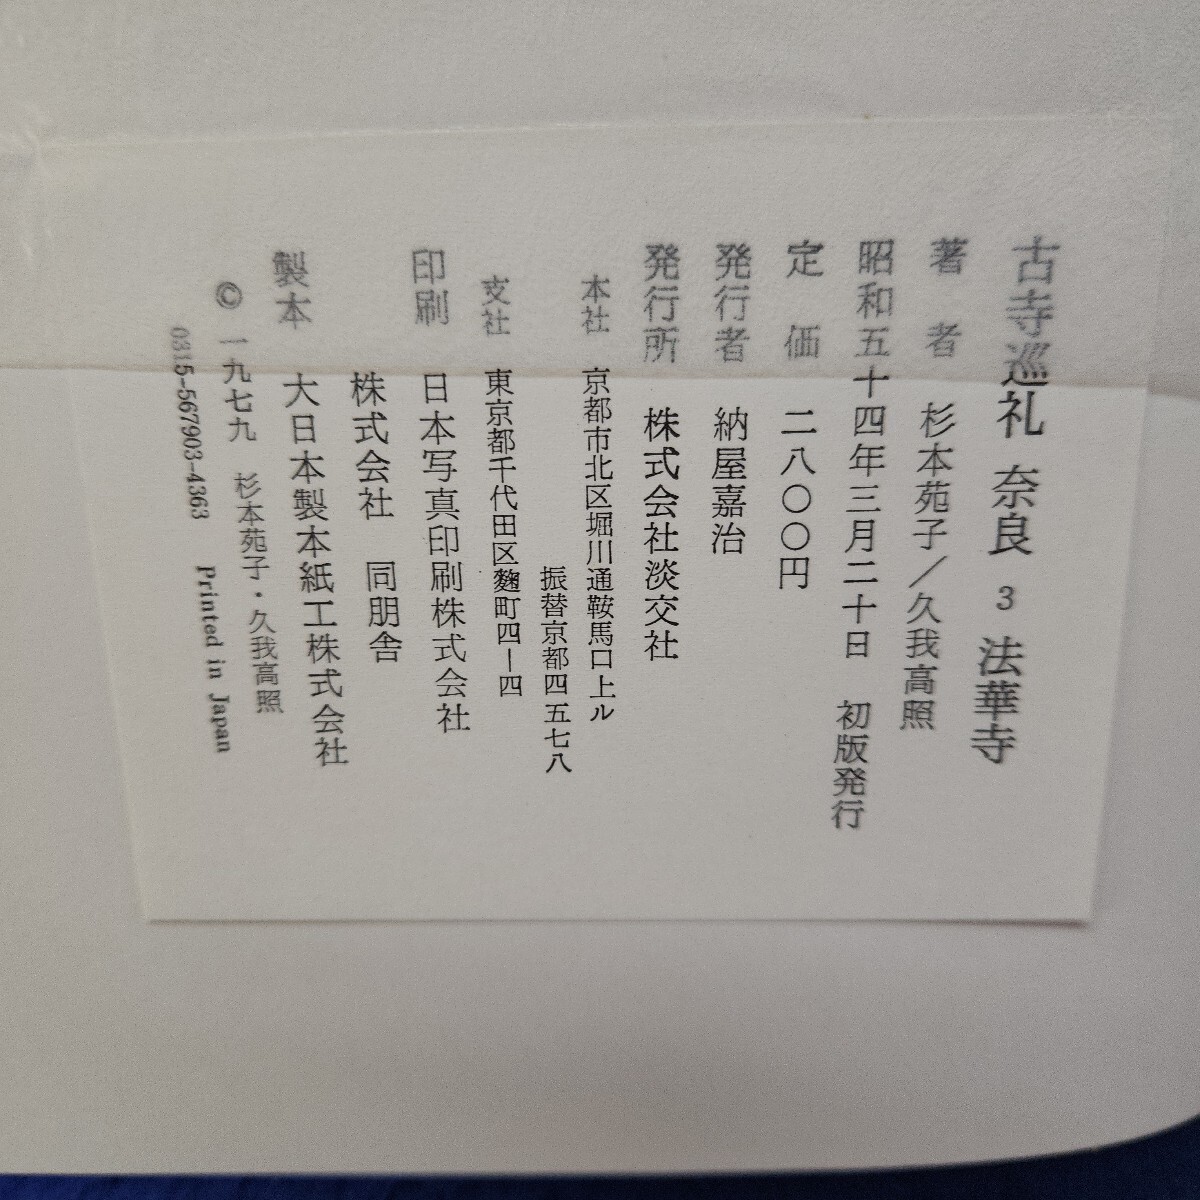 古寺巡礼 奈良 3 法華寺
著者 杉本苑子／久我高照
昭和五十四年三月二十日 初版発行
定価 二八〇〇円
発行者 納屋嘉治
発行所 株式会社淡交社
本社 京都市北区堀川通鞍馬口上ル
振替京都四五七八
支社 東京都千代田区麴町四ー四
印刷 日本写真印刷株式会社
株式会社 同朋舎
製本 大日本製本紙工株式会社
© 一九七九 杉本苑子・久我高照
0315-567903-4363 Printed in Japan